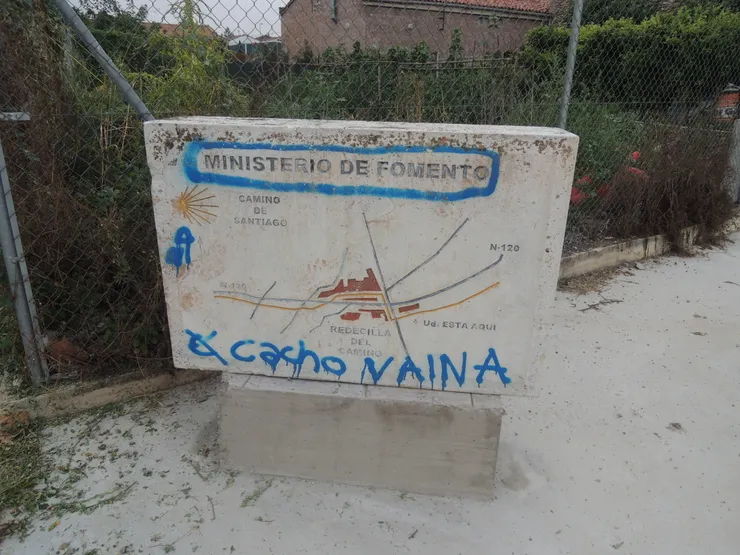 MINISTERIO DE FOMENTO
CAMINO
DE
SANTIAGO
N-120
N-120
Ud. ESTA AQUI
REDECILLA
DEL
CAMINO
cacho NAINA